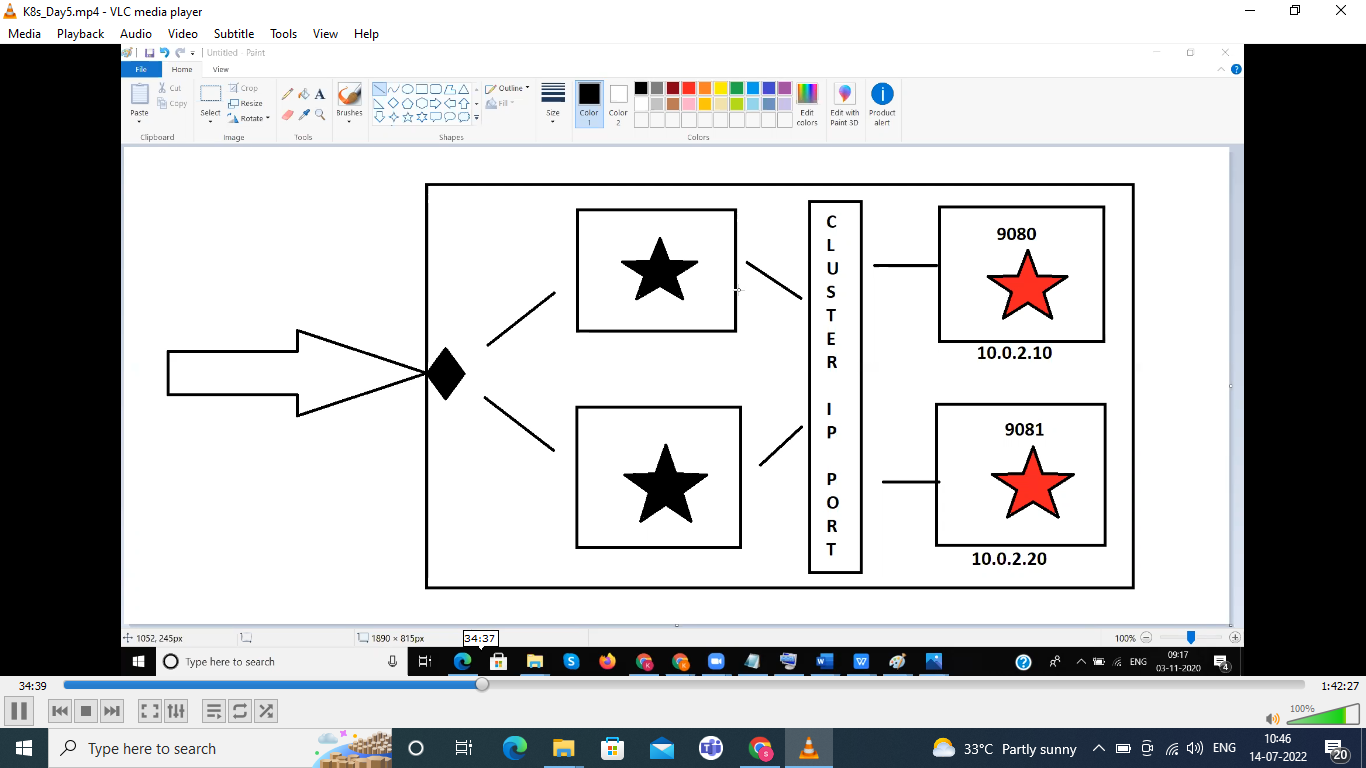 K8s_Day5.mp4 - VLC media player
Media Playback Audio Video Subtitle Tools View Help
Untitled - Paint
File Home View
Paste
Cut
Copy
Clipboard
Select
Crop
Resize
Rotate
Image
A
Tools
Brushes
Shapes
Outline
Fill
Size
Color 1
Color 2
Edit colors
Colors
Edit with Paint 3D
Product alert
CLUSTER IP PORT
9080
10.0.2.10
9081
10.0.2.20
1052, 245px
1890 × 815px
100%
34:37
Type here to search
ENG
09:17
03-11-2020
4
34:39
1:42:27
100%
Type here to search
33°C Partly sunny
ENG
10:46
14-07-2022
20